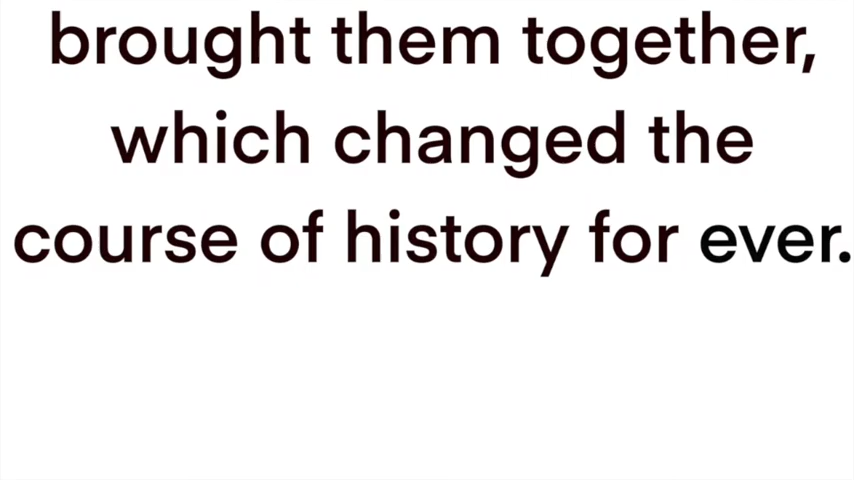 brought them together,
which changed the
course of history for ever.